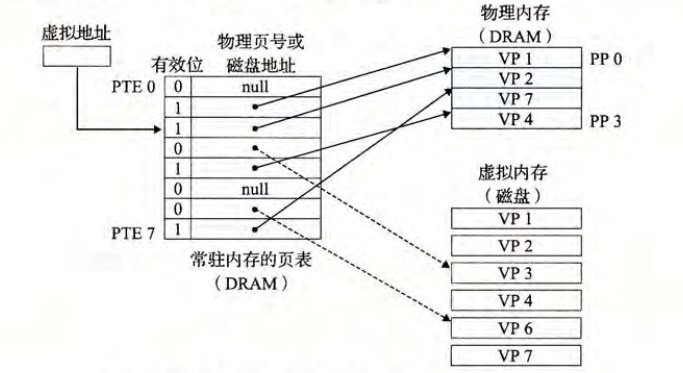 虚拟地址
有效位
物理页号或
磁盘地址
PTE 0
0 null
1
1
0
1
0 null
0
PTE 7 1
常驻内存的页表
(DRAM)
物理内存
(DRAM)
VP 1 PP 0
VP 2
VP 7
VP 4 PP 3
虚拟内存
(磁盘)
VP 1
VP 2
VP 3
VP 4
VP 6
VP 7